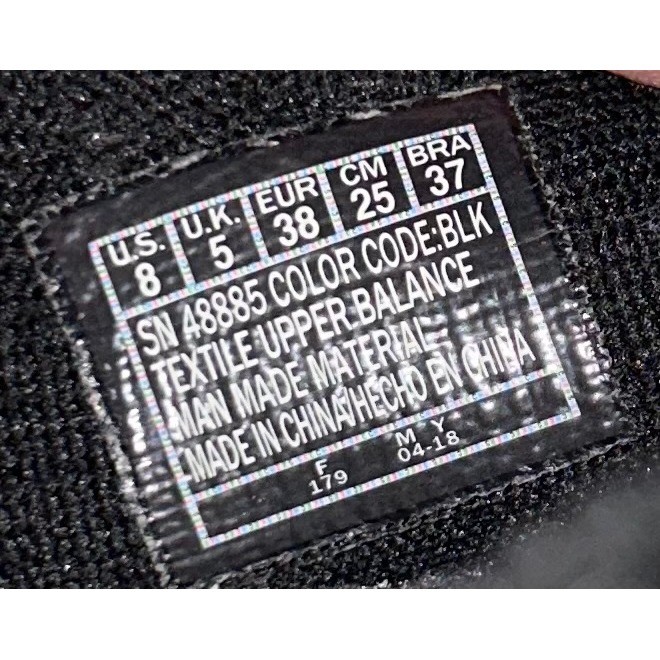 U.S. U.K. EUR CM BRA
8 5 38 25 37
SN 48885 COLOR CODE:BLK
TEXTILE UPPER BALANCE
MAN MADE MATERIAL
MADE IN CHINA/HECHO EN CHINA
F M Y
179 04-18